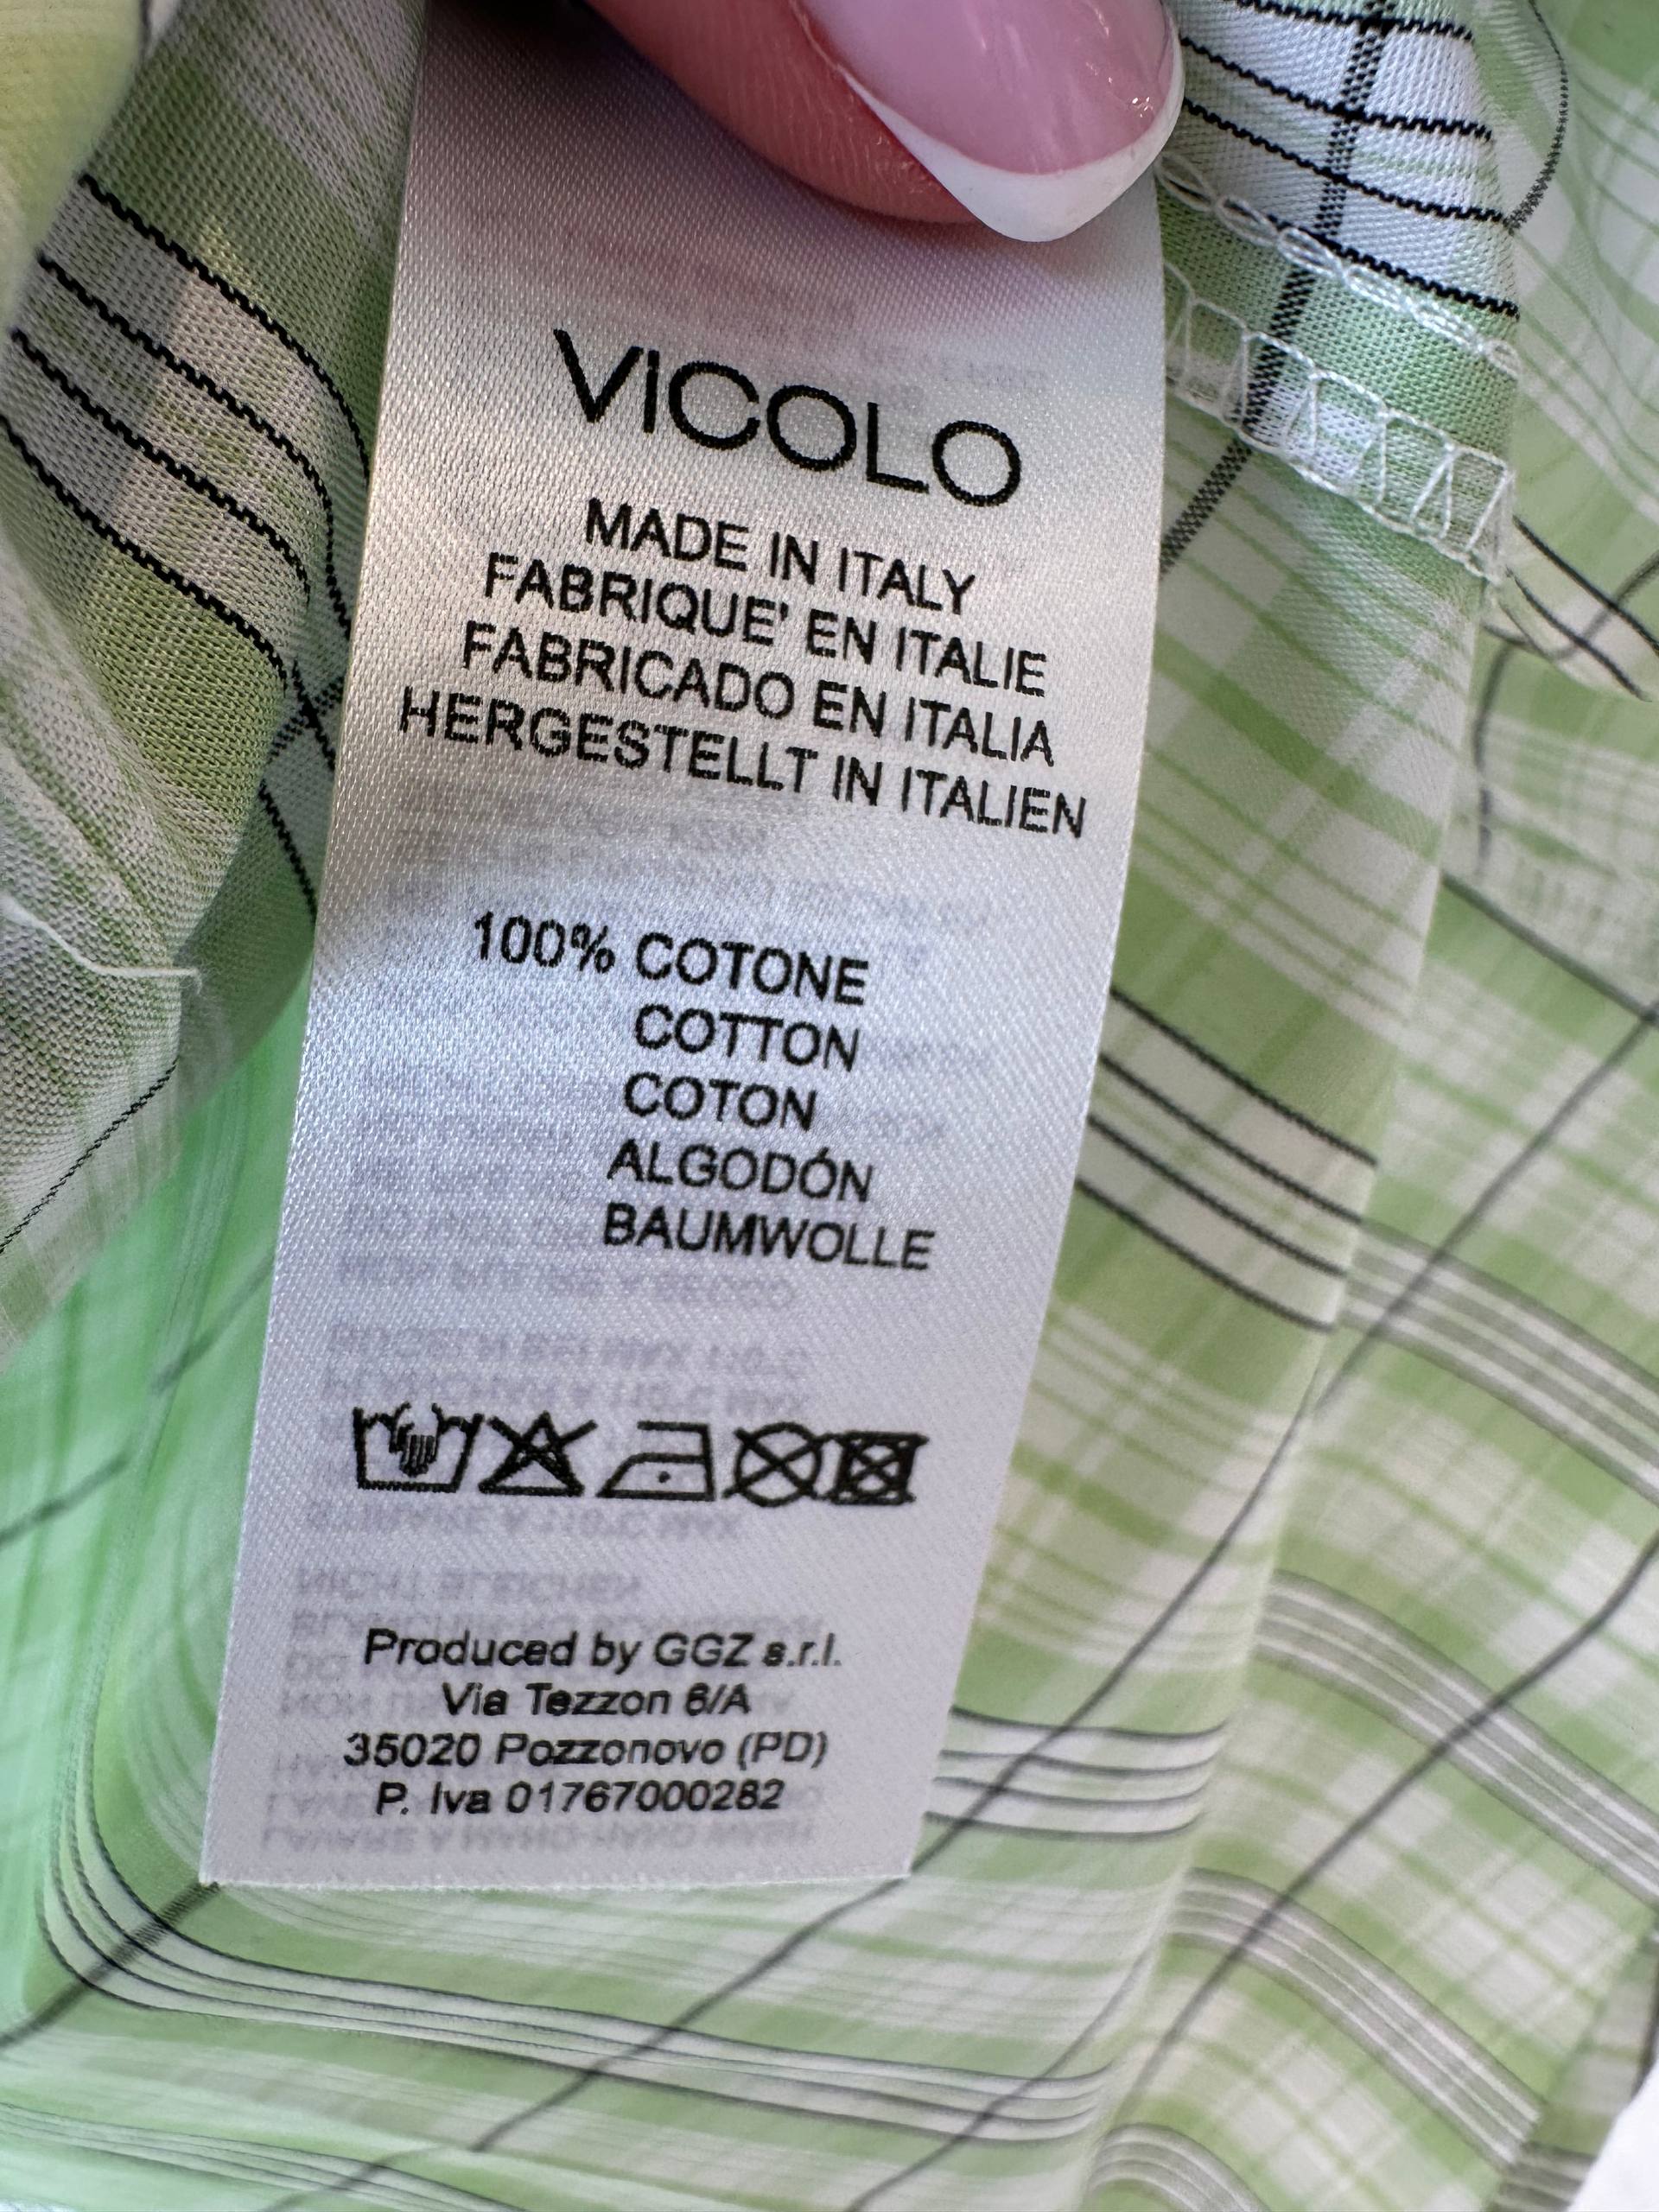 VICOLO
MADE IN ITALY
FABRIQUE' EN ITALIE
FABRICADO EN ITALIA
HERGESTELLT IN ITALIEN
100% COTONE
COTTON
COTON
ALGODÓN
BAUMWOLLE
Produced by GGZ s.r.l.
Via Tezzon 6/A
35020 Pozzonovo (PD)
P. Iva 01767000282